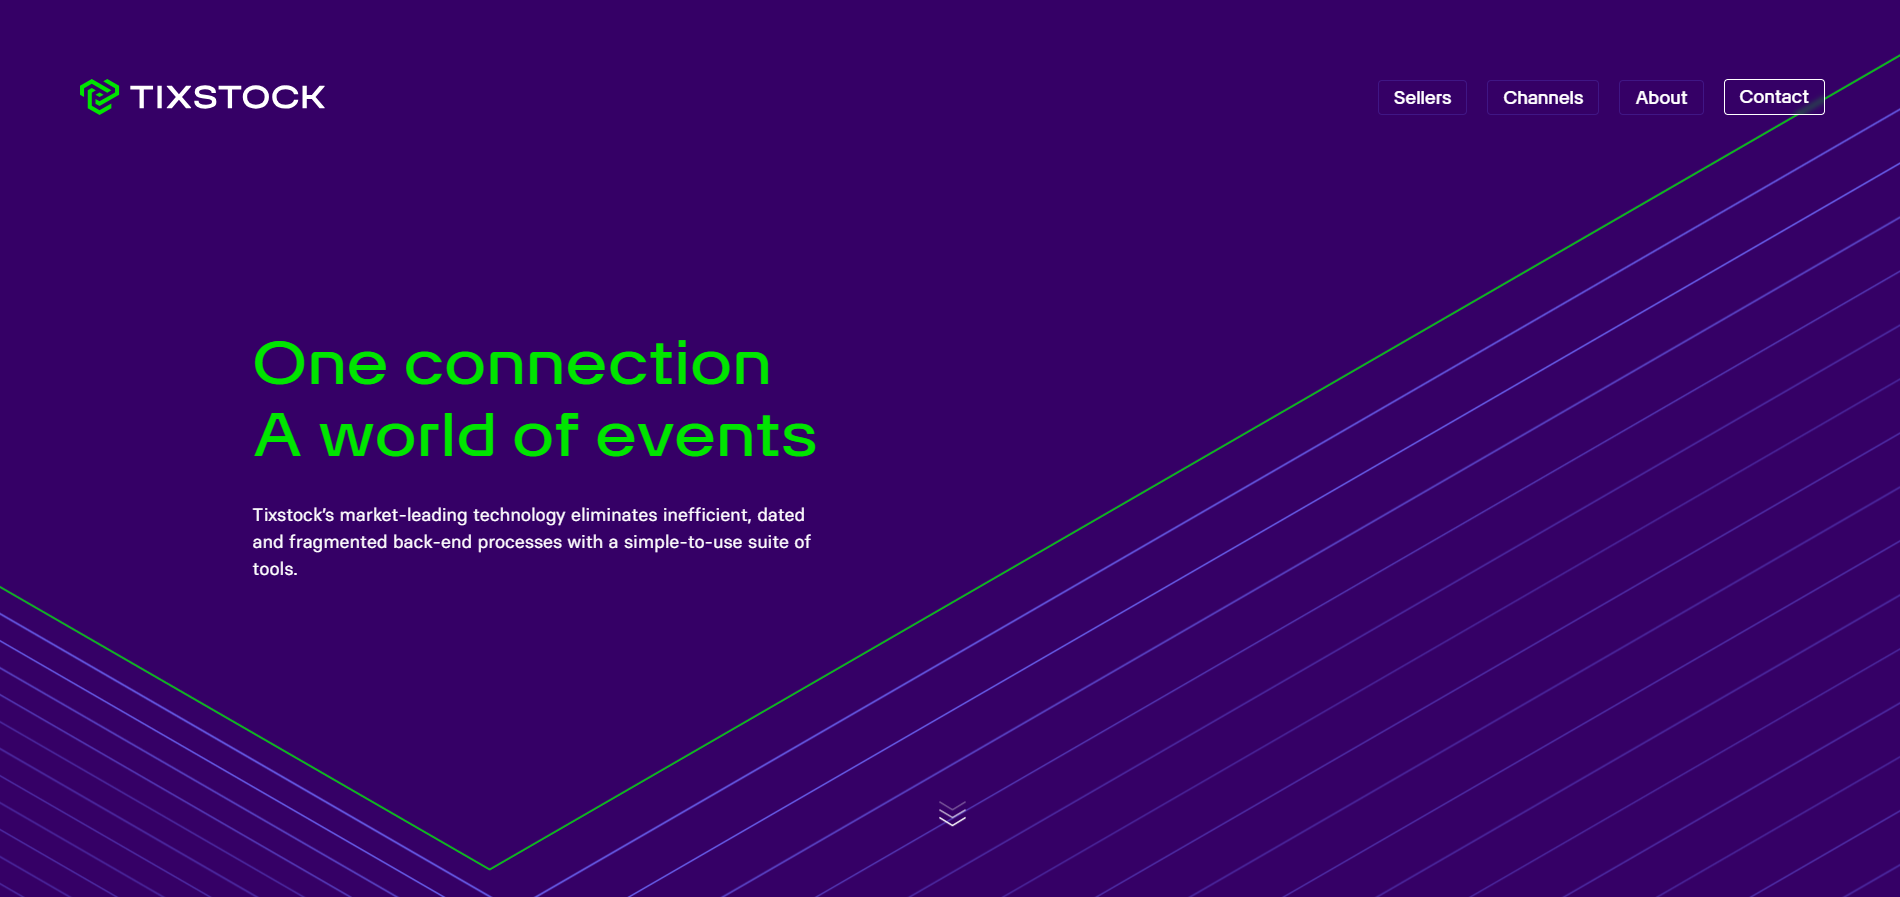 TIXSTOCK
Sellers
Channels
About
Contact
One connection
A world of events
Tixstock’s market-leading technology eliminates inefficient, dated
and fragmented back-end processes with a simple-to-use suite of
tools.